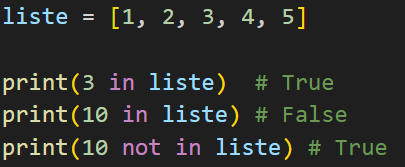 liste = [1, 2, 3, 4, 5]
print(3 in liste)  # True
print(10 in liste) # False
print(10 not in liste) # True